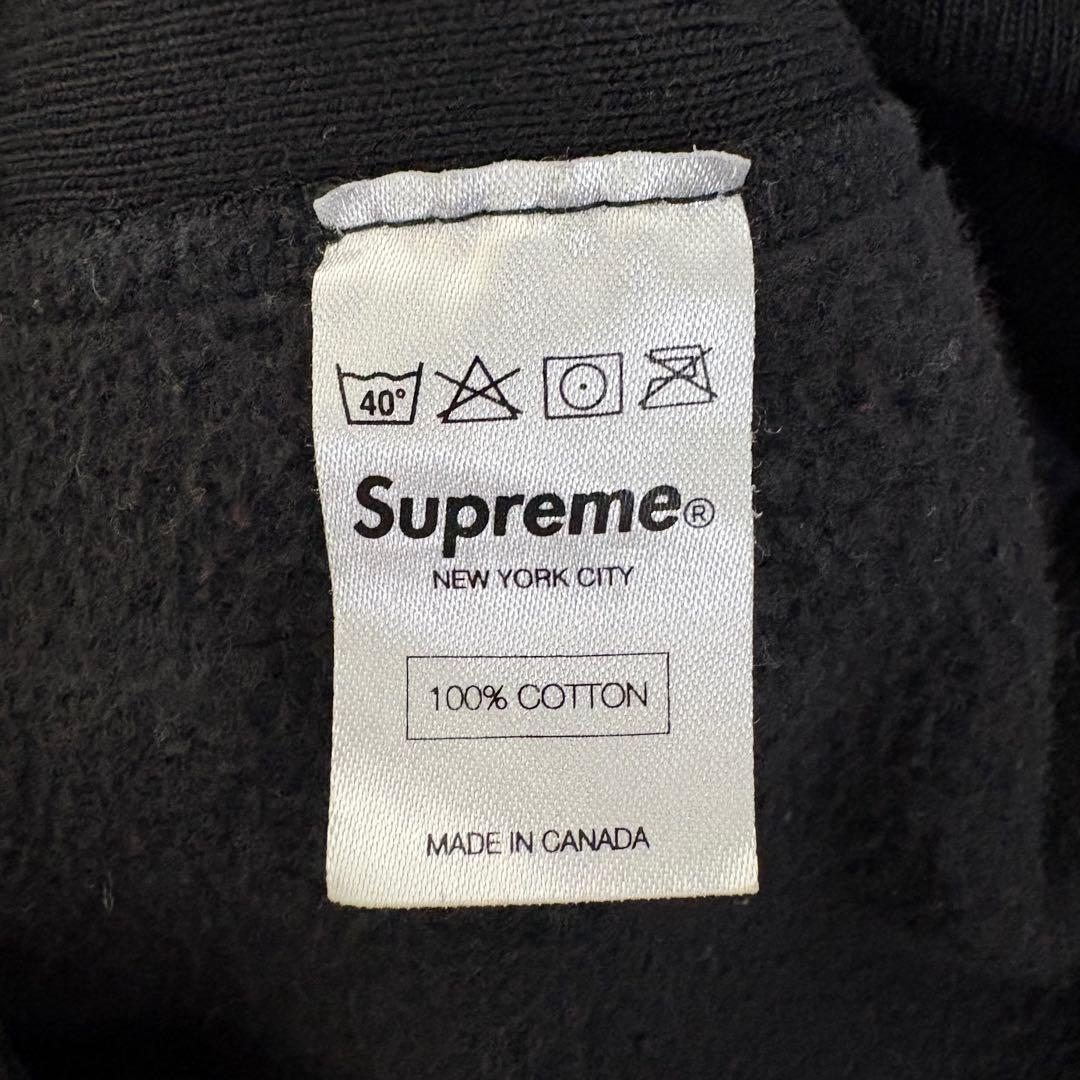 40°
Supreme®
NEW YORK CITY
100% COTTON
MADE IN CANADA